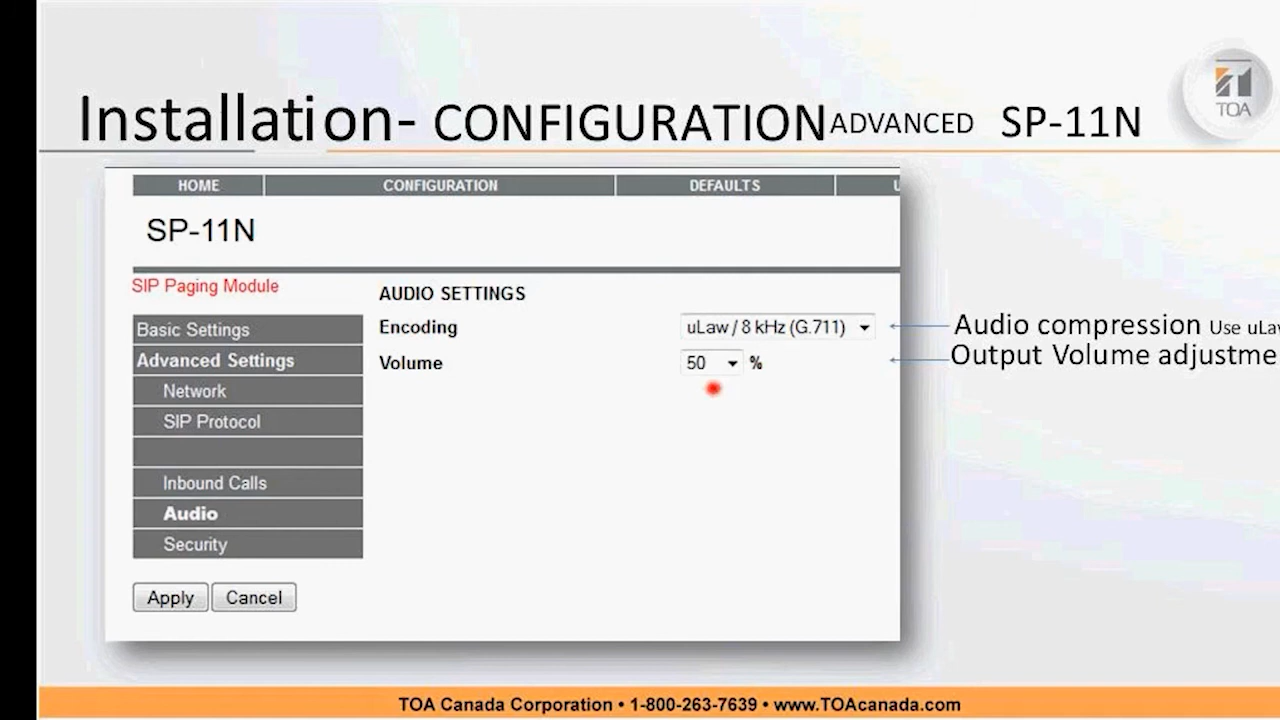 Installation- CONFIGURATION ADVANCED SP-11N
TOA
HOME CONFIGURATION DEFAULTS
SP-11N
SIP Paging Module
AUDIO SETTINGS
Basic Settings
Encoding uLaw / 8 kHz (G.711)
Audio compression Use
Advanced Settings
Volume 50 %
Output Volume
Network
SIP Protocol
Inbound Calls
Audio
Security
Apply Cancel
TOA Canada Corporation • 1-800-263-7639 • www.TOAcanada.com